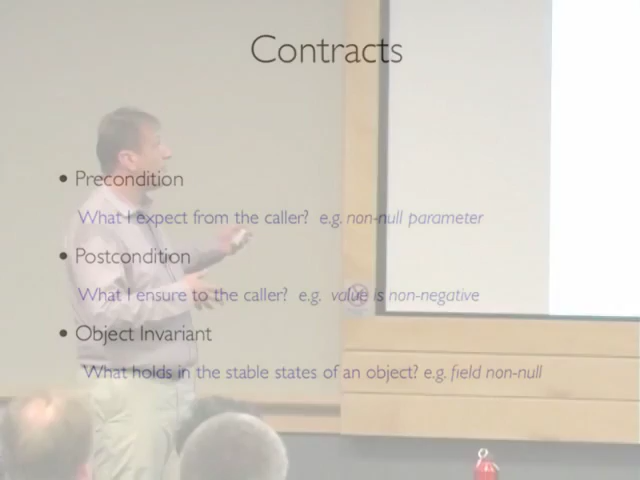 Contracts
• Precondition
What I expect from the caller? e.g. non-null parameter
• Postcondition
What I ensure to the caller? e.g. value is non-negative
• Object Invariant
What holds in the stable states of an object? e.g. field non-null